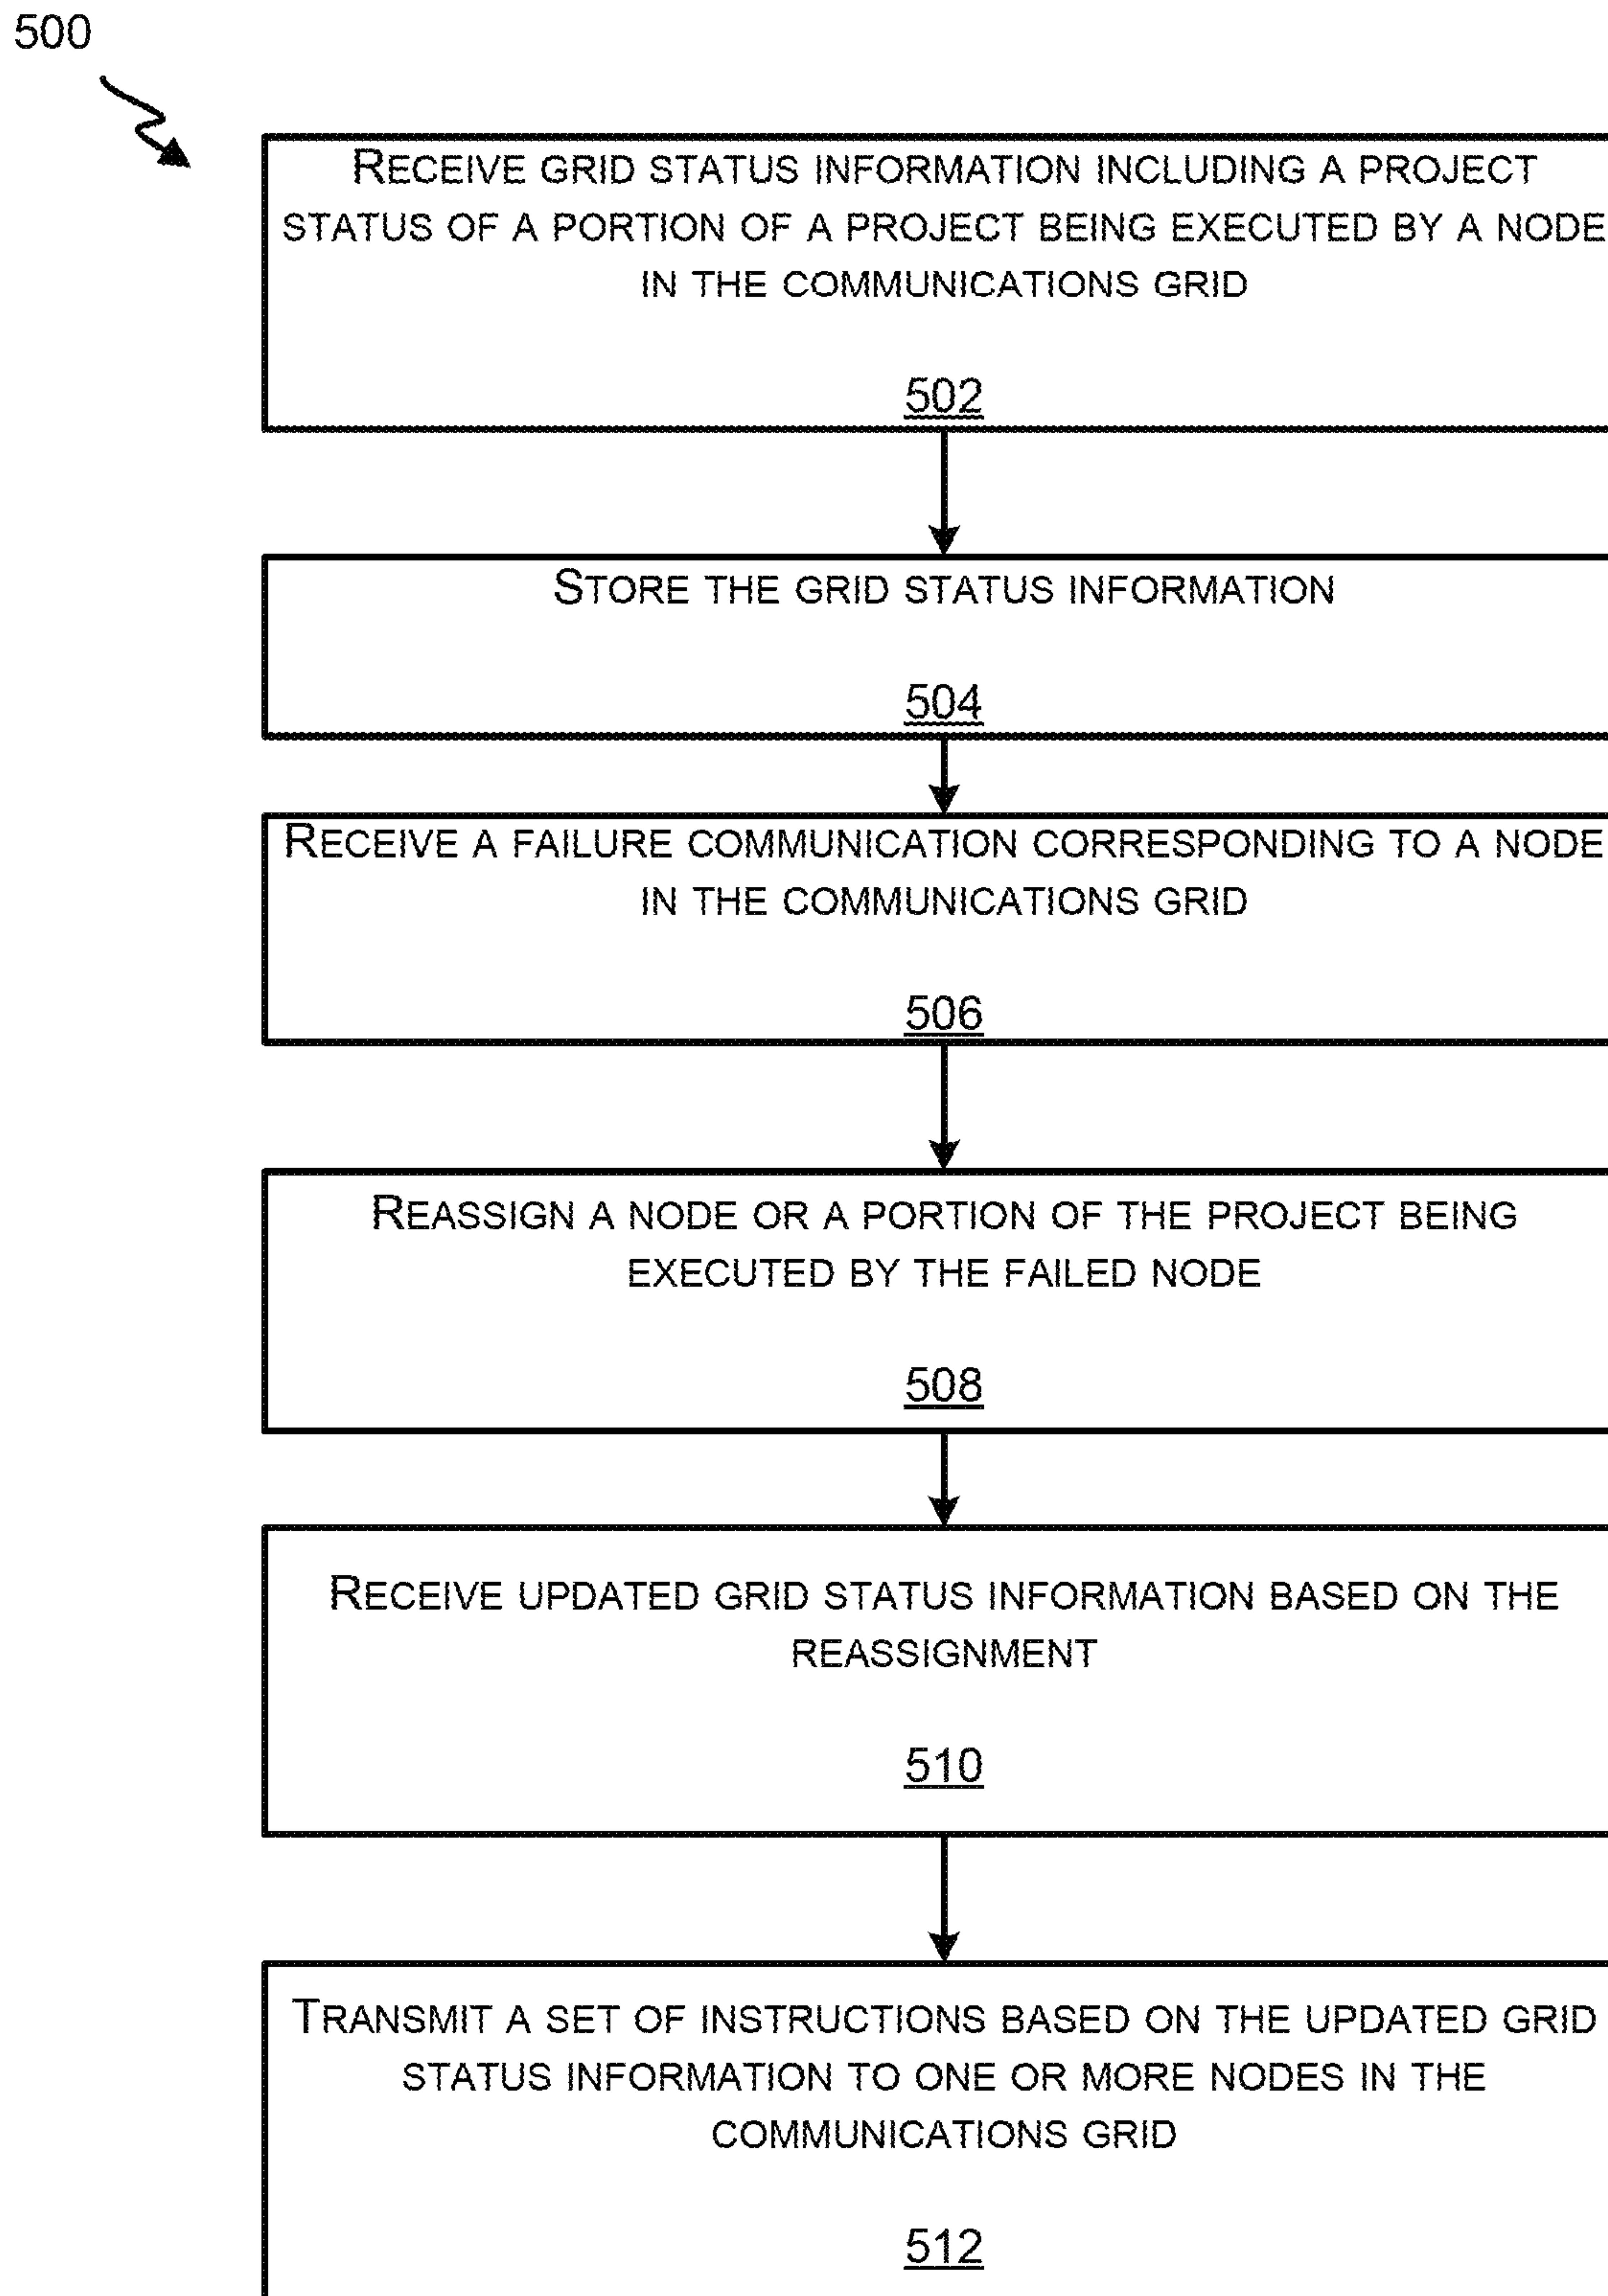 500
RECEIVE GRID STATUS INFORMATION INCLUDING A PROJECT
STATUS OF A PORTION OF A PROJECT BEING EXECUTED BY A NODE
IN THE COMMUNICATIONS GRID
502
STORE THE GRID STATUS INFORMATION
504
RECEIVE A FAILURE COMMUNICATION CORRESPONDING TO A NODE
IN THE COMMUNICATIONS GRID
506
REASSIGN A NODE OR A PORTION OF THE PROJECT BEING
EXECUTED BY THE FAILED NODE
508
RECEIVE UPDATED GRID STATUS INFORMATION BASED ON THE
REASSIGNMENT
510
TRANSMIT A SET OF INSTRUCTIONS BASED ON THE UPDATED GRID
STATUS INFORMATION TO ONE OR MORE NODES IN THE
COMMUNICATIONS GRID
512